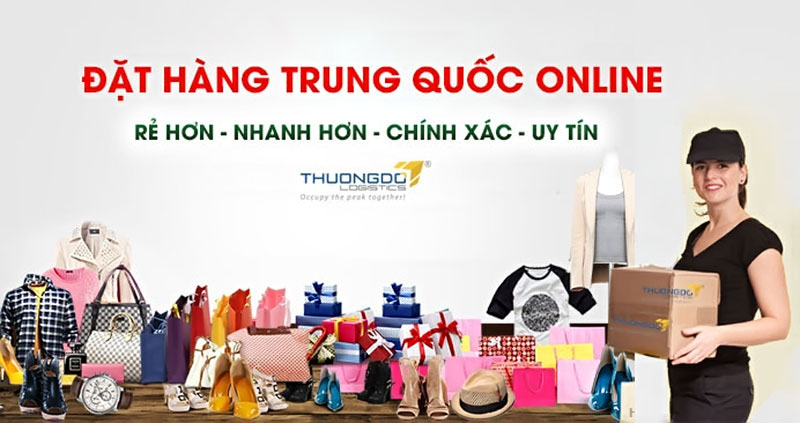 ĐẶT HÀNG TRUNG QUỐC ONLINE
RẺ HƠN - NHANH HƠN - CHÍNH XÁC - UY TÍN
THUONGDO ®
LOGISTICS
Occupy the peak together!
THUONGDO